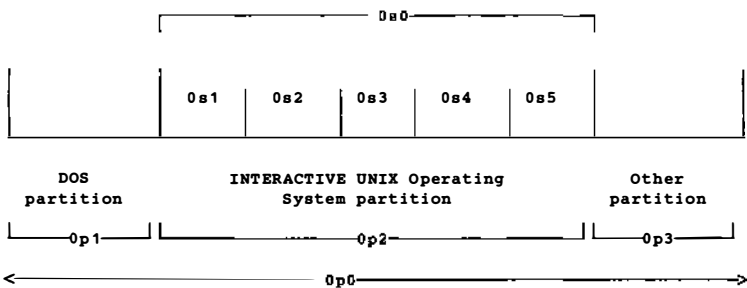 0s0
0s1 0s2 0s3 0s4 0s5
DOS partition
INTERACTIVE UNIX Operating System partition
Other partition
0p1 0p2 0p3
0p0